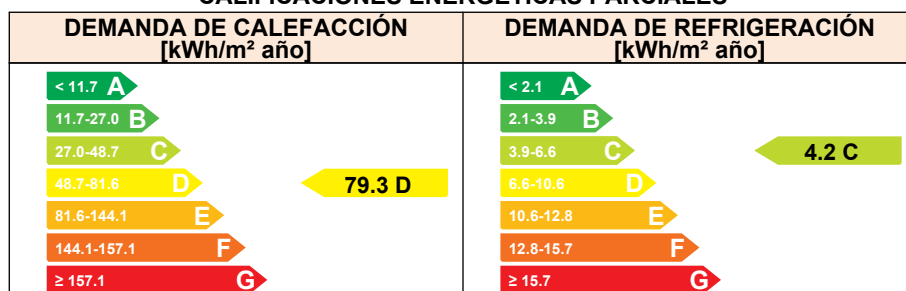 CALIFICACIONES ENERGÉTICAS PARCIALES
DEMANDA DE CALEFACCIÓN
[kWh/m² año]
< 11.7 A
11.7-27.0 B
27.0-48.7 C
48.7-81.6 D
79.3 D
81.6-144.1 E
144.1-157.1 F
≥ 157.1 G
DEMANDA DE REFRIGERACIÓN
[kWh/m² año]
< 2.1 A
2.1-3.9 B
3.9-6.6 C
4.2 C
6.6-10.6 D
10.6-12.8 E
12.8-15.7 F
≥ 15.7 G